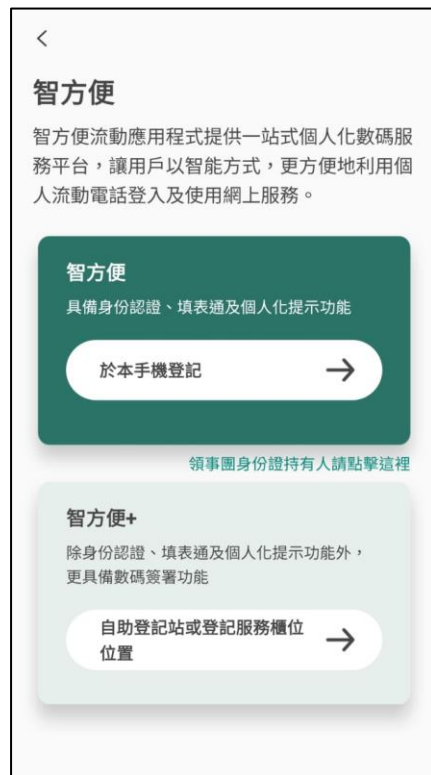 智方便
智方便流動應用程式提供一站式個人化數碼服
務平台，讓用戶以智能方式，更方便地利用個
人流動電話登入及使用網上服務。
智方便
具備身份認證、填表通及個人化提示功能
於本手機登記
領事團身份證持有人請點擊這裡
智方便+
除身份認證、填表通及個人化提示功能外，
更具備數碼簽署功能
自助登記站或登記服務櫃位
位置